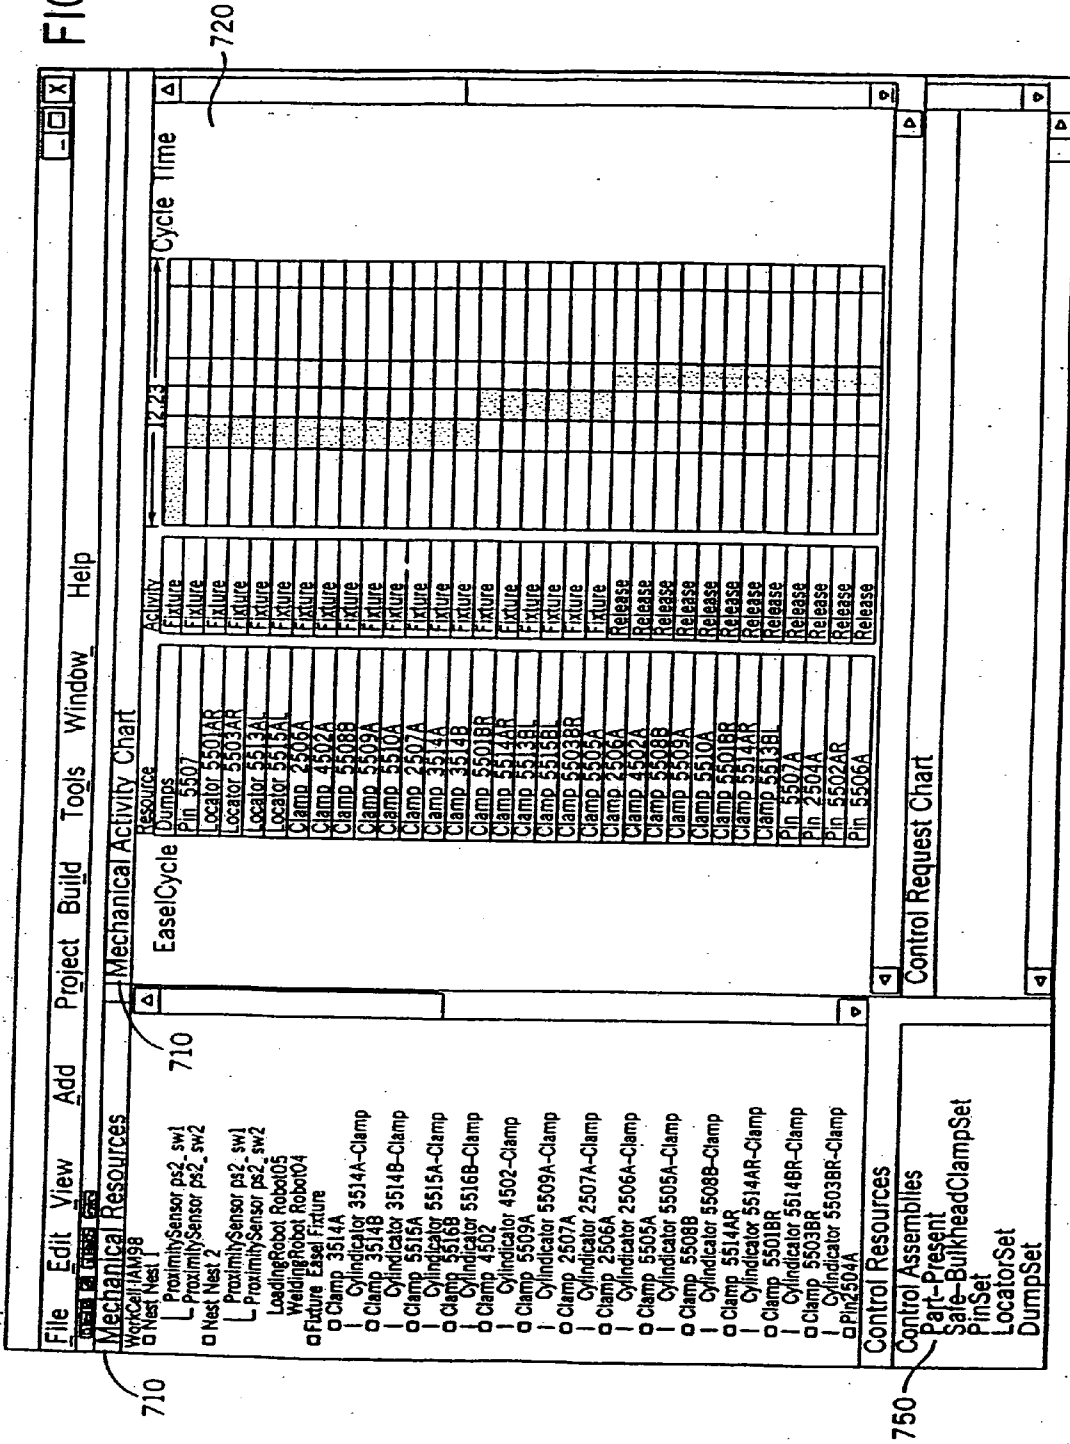 FIG
720
File Edit View Add Project Build Tools Window Help
Mechanical Resources
WorkCell 1AM98
Nest Nest 1
ProximitySensor ps2_sw1
ProximitySensor ps2_sw2
Nest Nest 2
ProximitySensor ps2_sw1
ProximitySensor ps2_sw2
LoadingRobot Robot05
WeldingRobot Robot04
Fixture Easel Fixture
Clamp 3514A
Cylindicator 3514A-Clamp
Clamp 3514B
Cylindicator 3514B-Clamp
Clamp 5515A
Cylindicator 5515A-Clamp
Clamp 5516B
Cylindicator 5516B-Clamp
Clamp 4502
Cylindicator 4502-Clamp
Clamp 5509A
Cylindicator 5509A-Clamp
Clamp 2507A
Cylindicator 2507A-Clamp
Clamp 2506A
Cylindicator 2506A-Clamp
Clamp 5505A
Cylindicator 5505A-Clamp
Clamp 5508B
Cylindicator 5508B-Clamp
Clamp 5514AR
Cylindicator 5514AR-Clamp
Clamp 5501BR
Cylindicator 5514BR-Clamp
Clamp 5503BR
Cylindicator 5503BR-Clamp
Pin2504A
710
710
Mechanical Activity Chart
EaselCycle
Resource Activity 12.23 Cycle Time
Dumps Fixture
Pin 5507 Fixture
Locator 5501AR Fixture
Locator 5503AR Fixture
Locator 5513AL Fixture
Locator 5515AL Fixture
Clamp 2506A Fixture
Clamp 4502A Fixture
Clamp 5508B Fixture
Clamp 5509A Fixture
Clamp 5510A Fixture
Clamp 2507A Fixture
Clamp 3514A Fixture
Clamp 3514B Fixture
Clamp 5501BR Fixture
Clamp 5514AR Fixture
Clamp 5513BL Fixture
Clamp 5515BL Fixture
Clamp 5503BR Fixture
Clamp 5505A Fixture
Clamp 2506A Release
Clamp 4502A Release
Clamp 5508B Release
Clamp 5509A Release
Clamp 5510A Release
Clamp 5501BR Release
Clamp 5514AR Release
Clamp 5513BL Release
Pin 5507A Release
Pin 2504A Release
Pin 5502AR Release
Pin 5506A Release
Control Resources
Control Assemblies
Part-Present
Safe-BulkheadClampSet
PinSet
LocatorSet
DumpSet
750
Control Request Chart